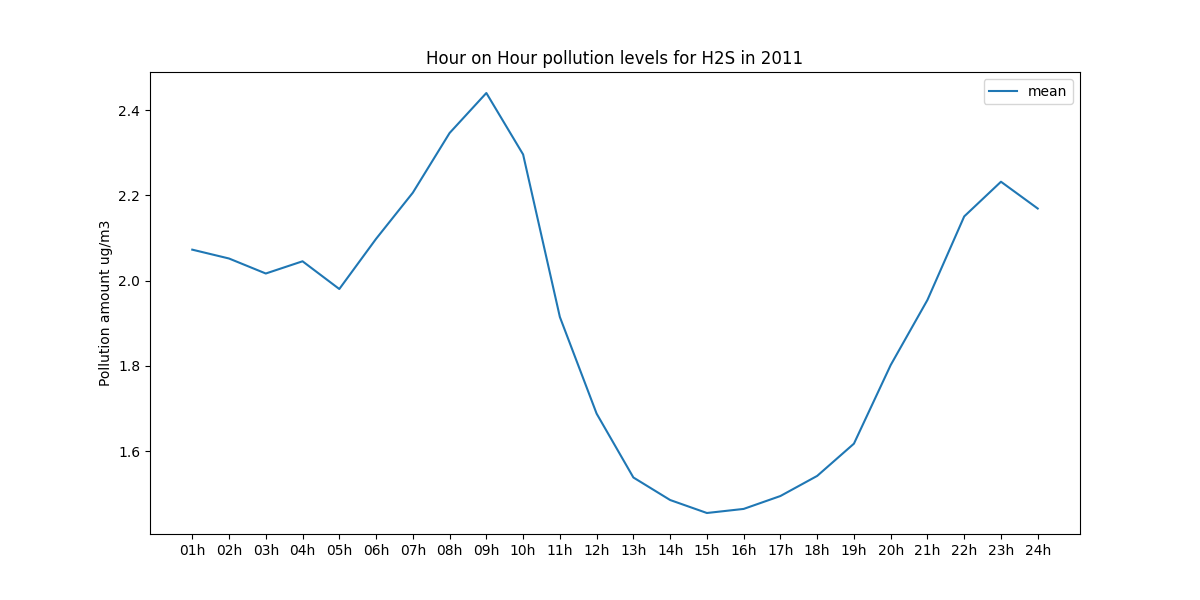 Hour on Hour pollution levels for H2S in 2011
mean
Pollution amount ug/m3
2.4
2.2
2.0
1.8
1.6
01h 02h 03h 04h 05h 06h 07h 08h 09h 10h 11h 12h 13h 14h 15h 16h 17h 18h 19h 20h 21h 22h 23h 24h